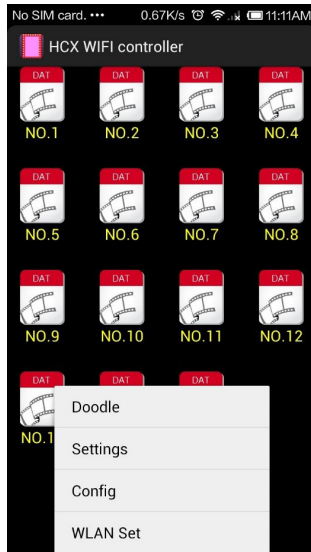 No SIM card. ••• 0.67K/s 11:11AM
HCX WIFI controller
DAT DAT DAT DAT
NO.1 NO.2 NO.3 NO.4
DAT DAT DAT DAT
NO.5 NO.6 NO.7 NO.8
DAT DAT DAT DAT
NO.9 NO.10 NO.11 NO.12
DAT DAT DAT
NO.1
Doodle
Settings
Config
WLAN Set